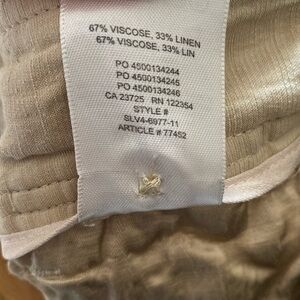 67% VISCOSE, 33% LINEN
67% VISCOSE, 33% LIN
PO 4500134244
PO 4500134245
PO 4500134246
CA 23725 RN 122354
STYLE #
SLV4-6977-11
ARTICLE # 77452